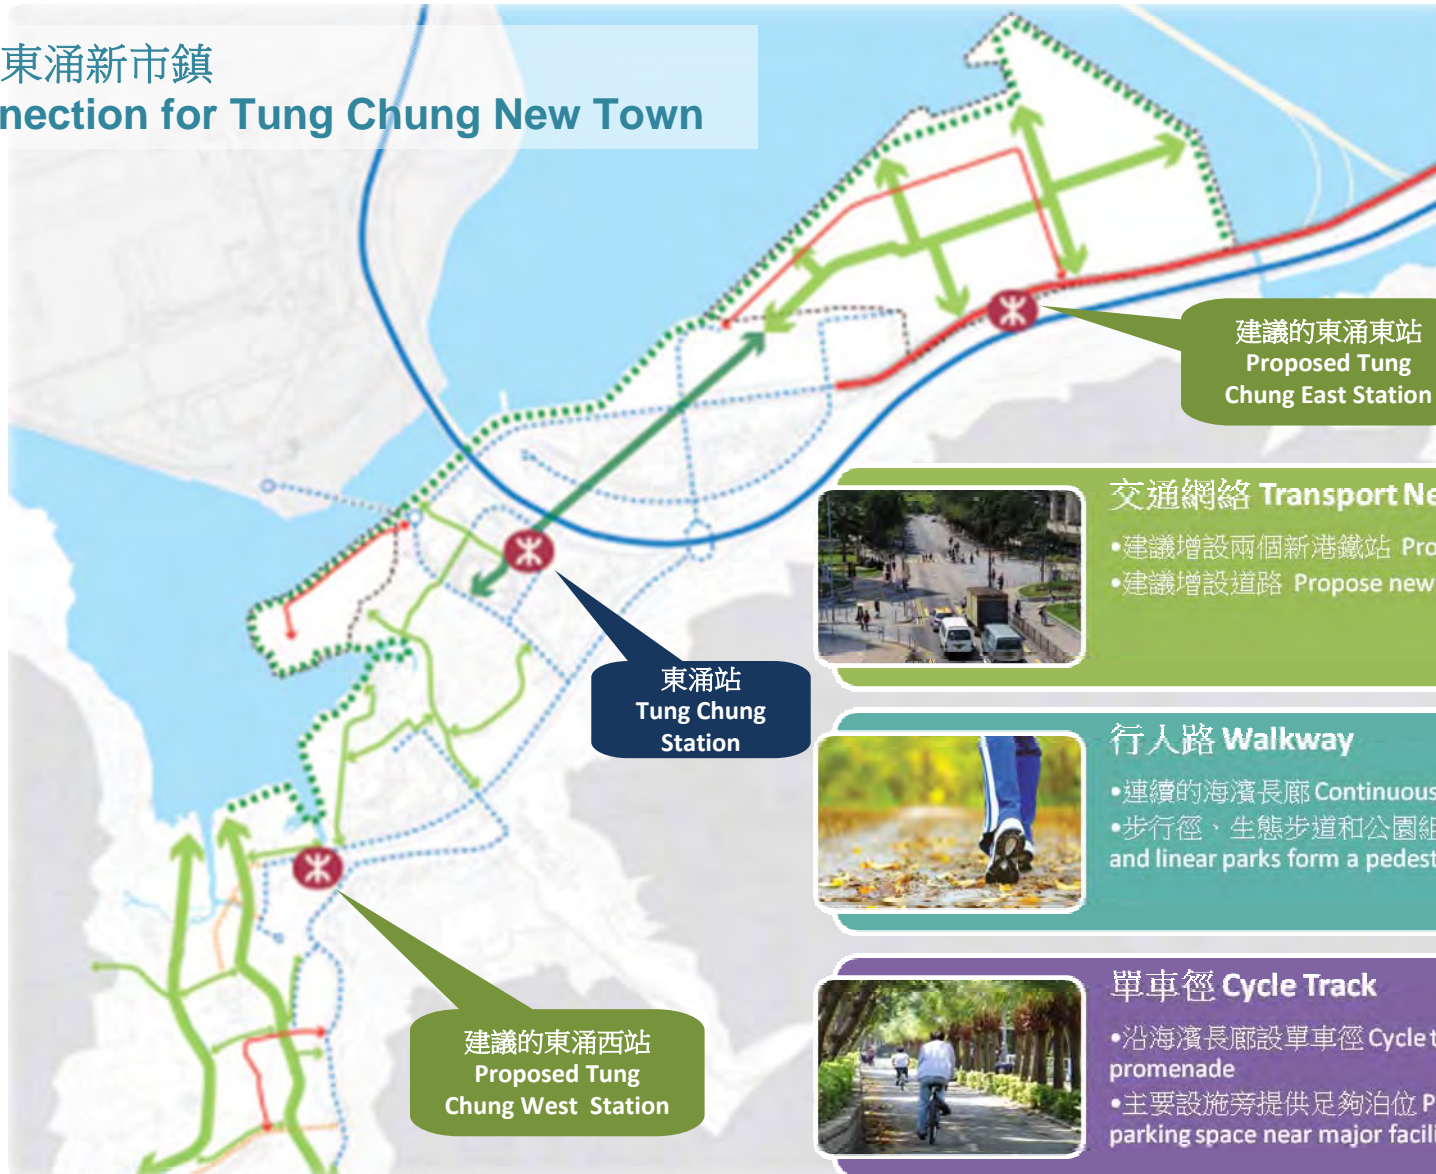 東涌新市鎮
nection for Tung Chung New Town
建議的東涌東站
Proposed Tung
Chung East Station
交通網絡 Transport Ne
•建議增設兩個新港鐵站 Pro
•建議增設道路 Propose new
東涌站
Tung Chung
Station
行人路 Walkway
•連續的海濱長廊 Continuous
•步行徑、生態步道和公園組
and linear parks form a pedest
單車徑 Cycle Track
•沿海濱長廊設單車徑 Cycle t
promenade
•主要設施旁提供足夠泊位 P
parking space near major facili
建議的東涌西站
Proposed Tung
Chung West Station